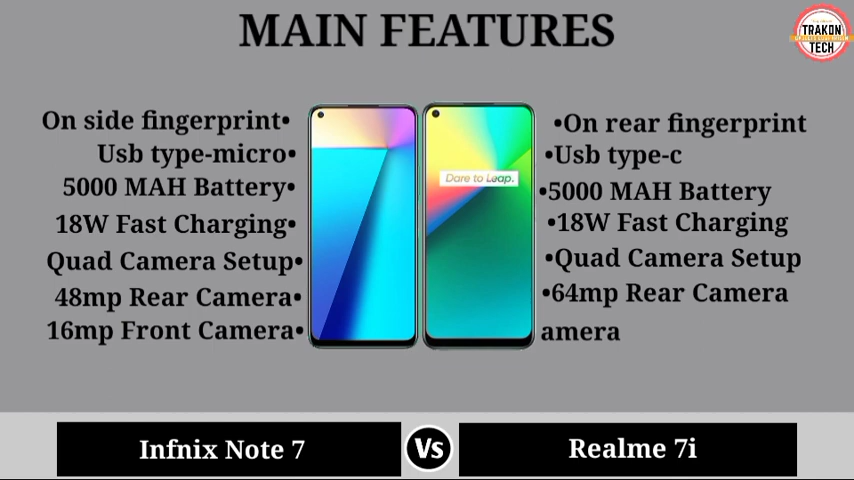 MAIN FEATURES
TRAKON
TECH
On side fingerprint•
Usb type-micro•
5000 MAH Battery•
18W Fast Charging•
Quad Camera Setup•
48mp Rear Camera•
16mp Front Camera•
Dare to Leap.
•On rear fingerprint
•Usb type-c
•5000 MAH Battery
•18W Fast Charging
•Quad Camera Setup
•64mp Rear Camera
amera
Infnix Note 7
Vs
Realme 7i